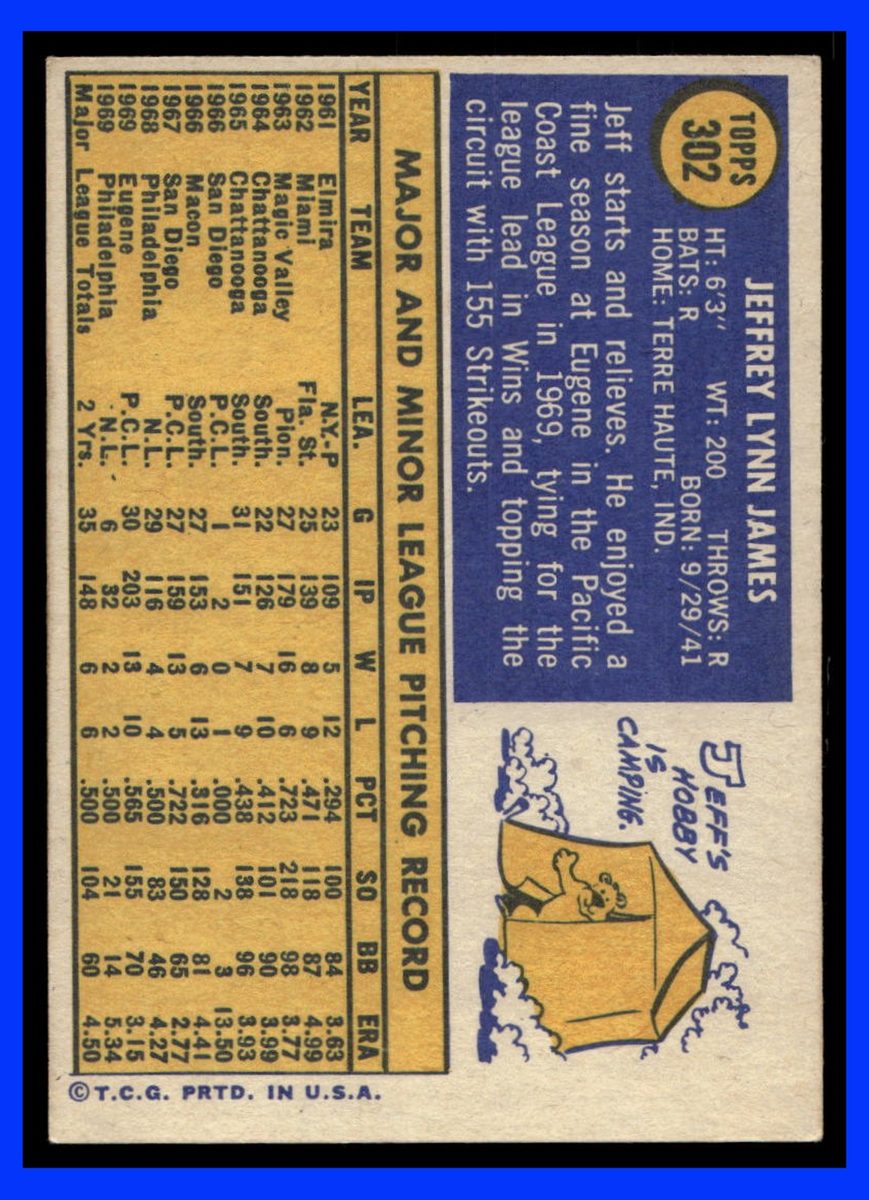 TOPPS
302
JEFFREY LYNN JAMES
HT: 6'3" WT: 200 THROWS: R
BATS: R BORN: 9/29/41
HOME: TERRE HAUTE, IND.
Jeff starts and relieves. He enjoyed a
fine season at Eugene in the Pacific
Coast League in 1969, tying for the
league lead in Wins and topping the
circuit with 155 Strikeouts.
JEFF'S
HOBBY
IS
CAMPING.
MAJOR AND MINOR LEAGUE PITCHING RECORD
YEAR TEAM LEA. G IP W L PCT SO BB ERA
1961 Elmira N.Y.-P 23 109 5 12 .294 100 84 3.63
1962 Miami Fla. St. 25 139 8 9 .471 118 87 4.99
1963 Magic Valley Pion. 27 179 16 6 .723 218 98 3.77
1964 Chattanooga South. 22 126 7 10 .412 101 90 3.99
1965 Chattanooga South. 31 151 7 9 .438 138 96 3.93
1966 San Diego P.C.L. 1 2 0 1 .000 2 3 13.50
1966 Macon South. 27 153 6 13 .316 128 81 4.41
1967 San Diego P.C.L. 27 159 13 5 .722 150 65 2.77
1968 Philadelphia N.L. 29 116 4 4 .500 83 46 4.27
1969 Eugene P.C.L. 30 203 13 10 .565 155 70 3.15
1969 Philadelphia N.L. 6 32 2 2 .500 21 14 5.34
Major League Totals 2 Yrs. 35 148 6 6 .500 104 60 4.50
©T.C.G. PRTD. IN U.S.A.